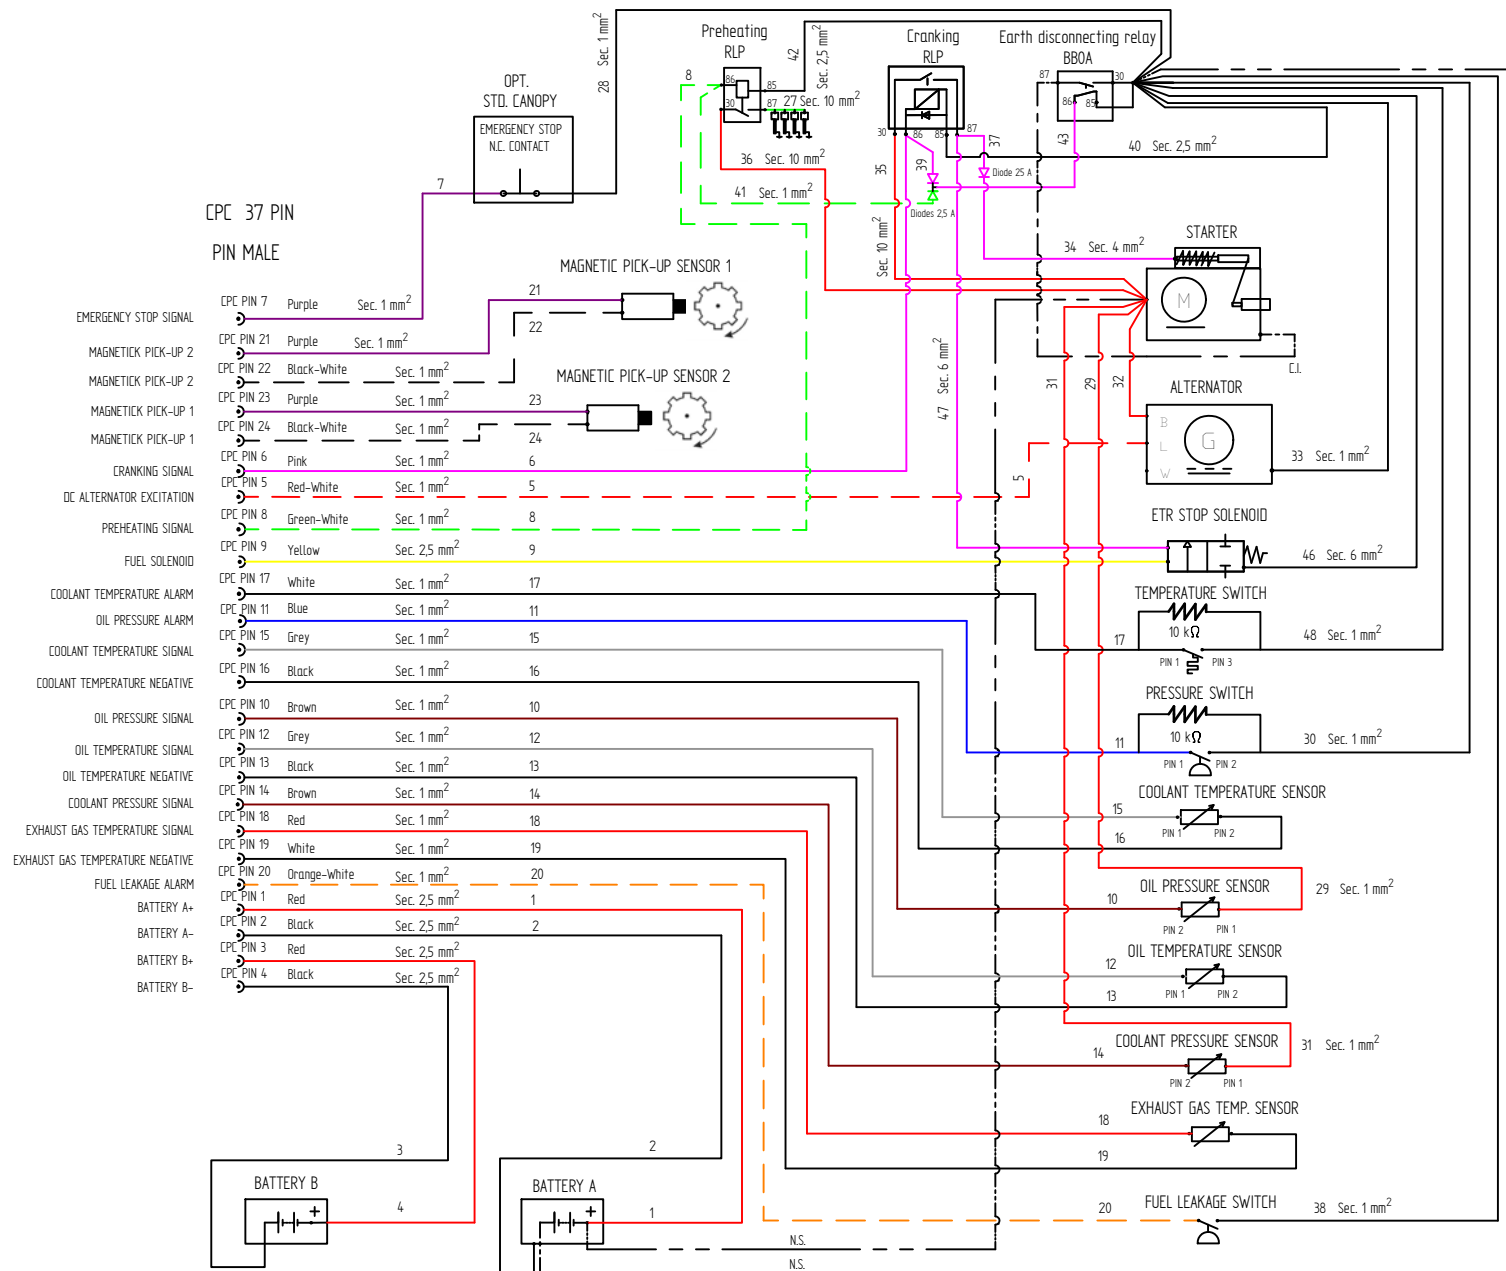 Preheating
RLP
Cranking
RLP
Earth disconnecting relay
BBOA
28 Sec. 1 mm²
42 Sec. 2,5 mm²
8
86
85
30
87
27 Sec. 10 mm²
87
30
86
85
OPT.
STD. CANOPY
EMERGENCY STOP
N.C. CONTACT
30
86
85
87
37
39
35
43
40 Sec. 2,5 mm²
36 Sec. 10 mm²
Diode 25 A
7
41 Sec. 1 mm²
Diodes 2,5 A
Sec. 10 mm²
CPC 37 PIN
PIN MALE
STARTER
34 Sec. 4 mm²
M
C.I.
MAGNETIC PICK-UP SENSOR 1
21
22
MAGNETIC PICK-UP SENSOR 2
47 Sec. 6 mm²
31
29
32
ALTERNATOR
B
L
W
G
33 Sec. 1 mm²
5
EMERGENCY STOP SIGNAL CPC PIN 7 Purple Sec. 1 mm²
MAGNETICK PICK-UP 2 CPC PIN 21 Purple Sec. 1 mm²
MAGNETICK PICK-UP 2 CPC PIN 22 Black-White Sec. 1 mm²
MAGNETICK PICK-UP 1 CPC PIN 23 Purple Sec. 1 mm² 23
MAGNETICK PICK-UP 1 CPC PIN 24 Black-White Sec. 1 mm² 24
CRANKING SIGNAL CPC PIN 6 Pink Sec. 1 mm² 6
DC ALTERNATOR EXCITATION CPC PIN 5 Red-White Sec. 1 mm² 5
PREHEATING SIGNAL CPC PIN 8 Green-White Sec. 1 mm² 8
FUEL SOLENOID CPC PIN 9 Yellow Sec. 2,5 mm² 9
COOLANT TEMPERATURE ALARM CPC PIN 17 White Sec. 1 mm² 17
OIL PRESSURE ALARM CPC PIN 11 Blue Sec. 1 mm² 11
COOLANT TEMPERATURE SIGNAL CPC PIN 15 Grey Sec. 1 mm² 15
COOLANT TEMPERATURE NEGATIVE CPC PIN 16 Black Sec. 1 mm² 16
OIL PRESSURE SIGNAL CPC PIN 10 Brown Sec. 1 mm² 10
OIL TEMPERATURE SIGNAL CPC PIN 12 Grey Sec. 1 mm² 12
OIL TEMPERATURE NEGATIVE CPC PIN 13 Black Sec. 1 mm² 13
COOLANT PRESSURE SIGNAL CPC PIN 14 Brown Sec. 1 mm² 14
EXHAUST GAS TEMPERATURE SIGNAL CPC PIN 18 Red Sec. 1 mm² 18
EXHAUST GAS TEMPERATURE NEGATIVE CPC PIN 19 White Sec. 1 mm² 19
FUEL LEAKAGE ALARM CPC PIN 20 Orange-White Sec. 1 mm² 20
BATTERY A+ CPC PIN 1 Red Sec. 2,5 mm² 1
BATTERY A- CPC PIN 2 Black Sec. 2,5 mm² 2
BATTERY B+ CPC PIN 3 Red Sec. 2,5 mm²
BATTERY B- CPC PIN 4 Black Sec. 2,5 mm²
ETR STOP SOLENOID
46 Sec. 6 mm²
TEMPERATURE SWITCH
10 kΩ
17
PIN 1 PIN 3
48 Sec. 1 mm²
PRESSURE SWITCH
10 kΩ
11
PIN 1 PIN 2
30 Sec. 1 mm²
COOLANT TEMPERATURE SENSOR
15
PIN 1 PIN 2
16
OIL PRESSURE SENSOR
10
PIN 2 PIN 1
29 Sec. 1 mm²
OIL TEMPERATURE SENSOR
12
PIN 1 PIN 2
13
COOLANT PRESSURE SENSOR
14
PIN 2 PIN 1
31 Sec. 1 mm²
EXHAUST GAS TEMP. SENSOR
18
19
FUEL LEAKAGE SWITCH
20
38 Sec. 1 mm²
3
2
BATTERY B
+
4
BATTERY A
+
1
N.S.
N.S.